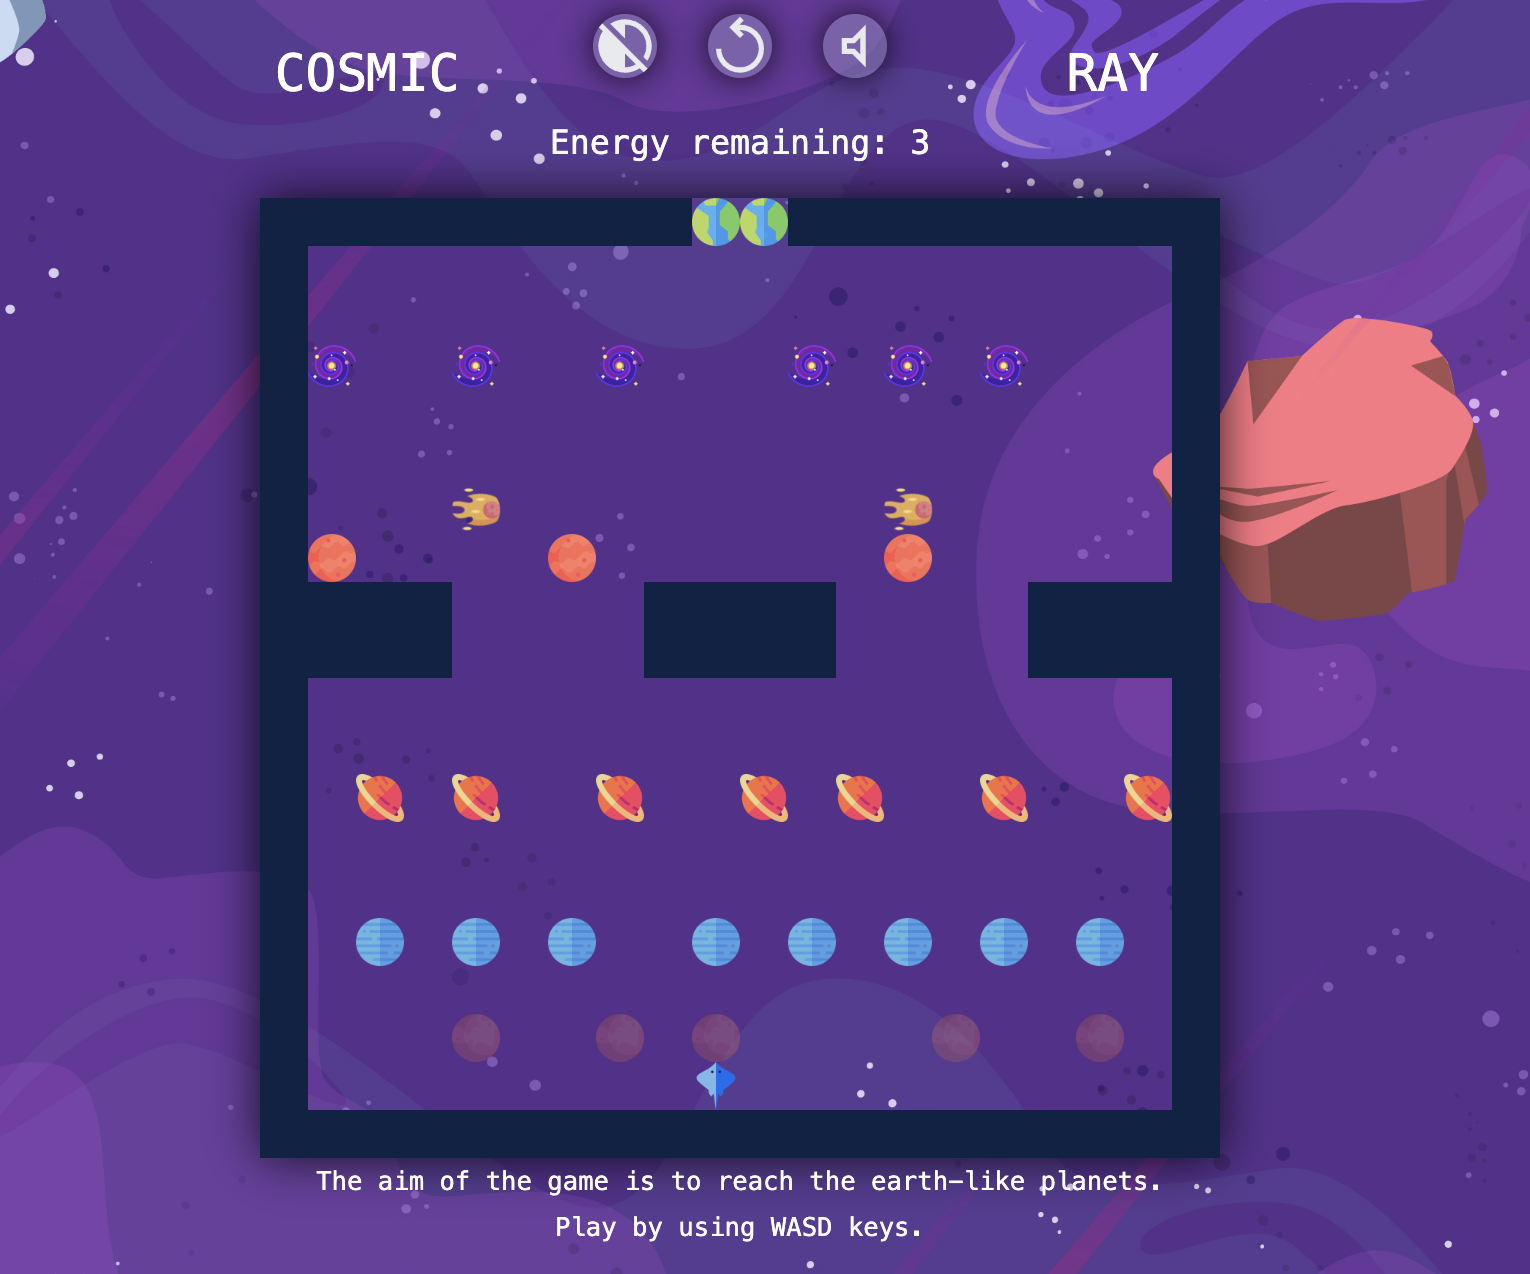 COSMIC RAY
Energy remaining: 3
The aim of the game is to reach the earth-like planets.
Play by using WASD keys.